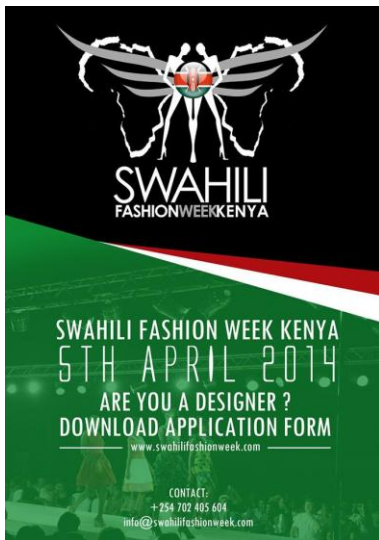 SWAHILI
FASHIONWEEKKENYA
SWAHILI FASHION WEEK KENYA
5TH APRIL 2014
ARE YOU A DESIGNER ?
DOWNLOAD APPLICATION FORM
www.swahilifashionweek.com
CONTACT:
+254 702 405 604
info@swahilifashionweek.com